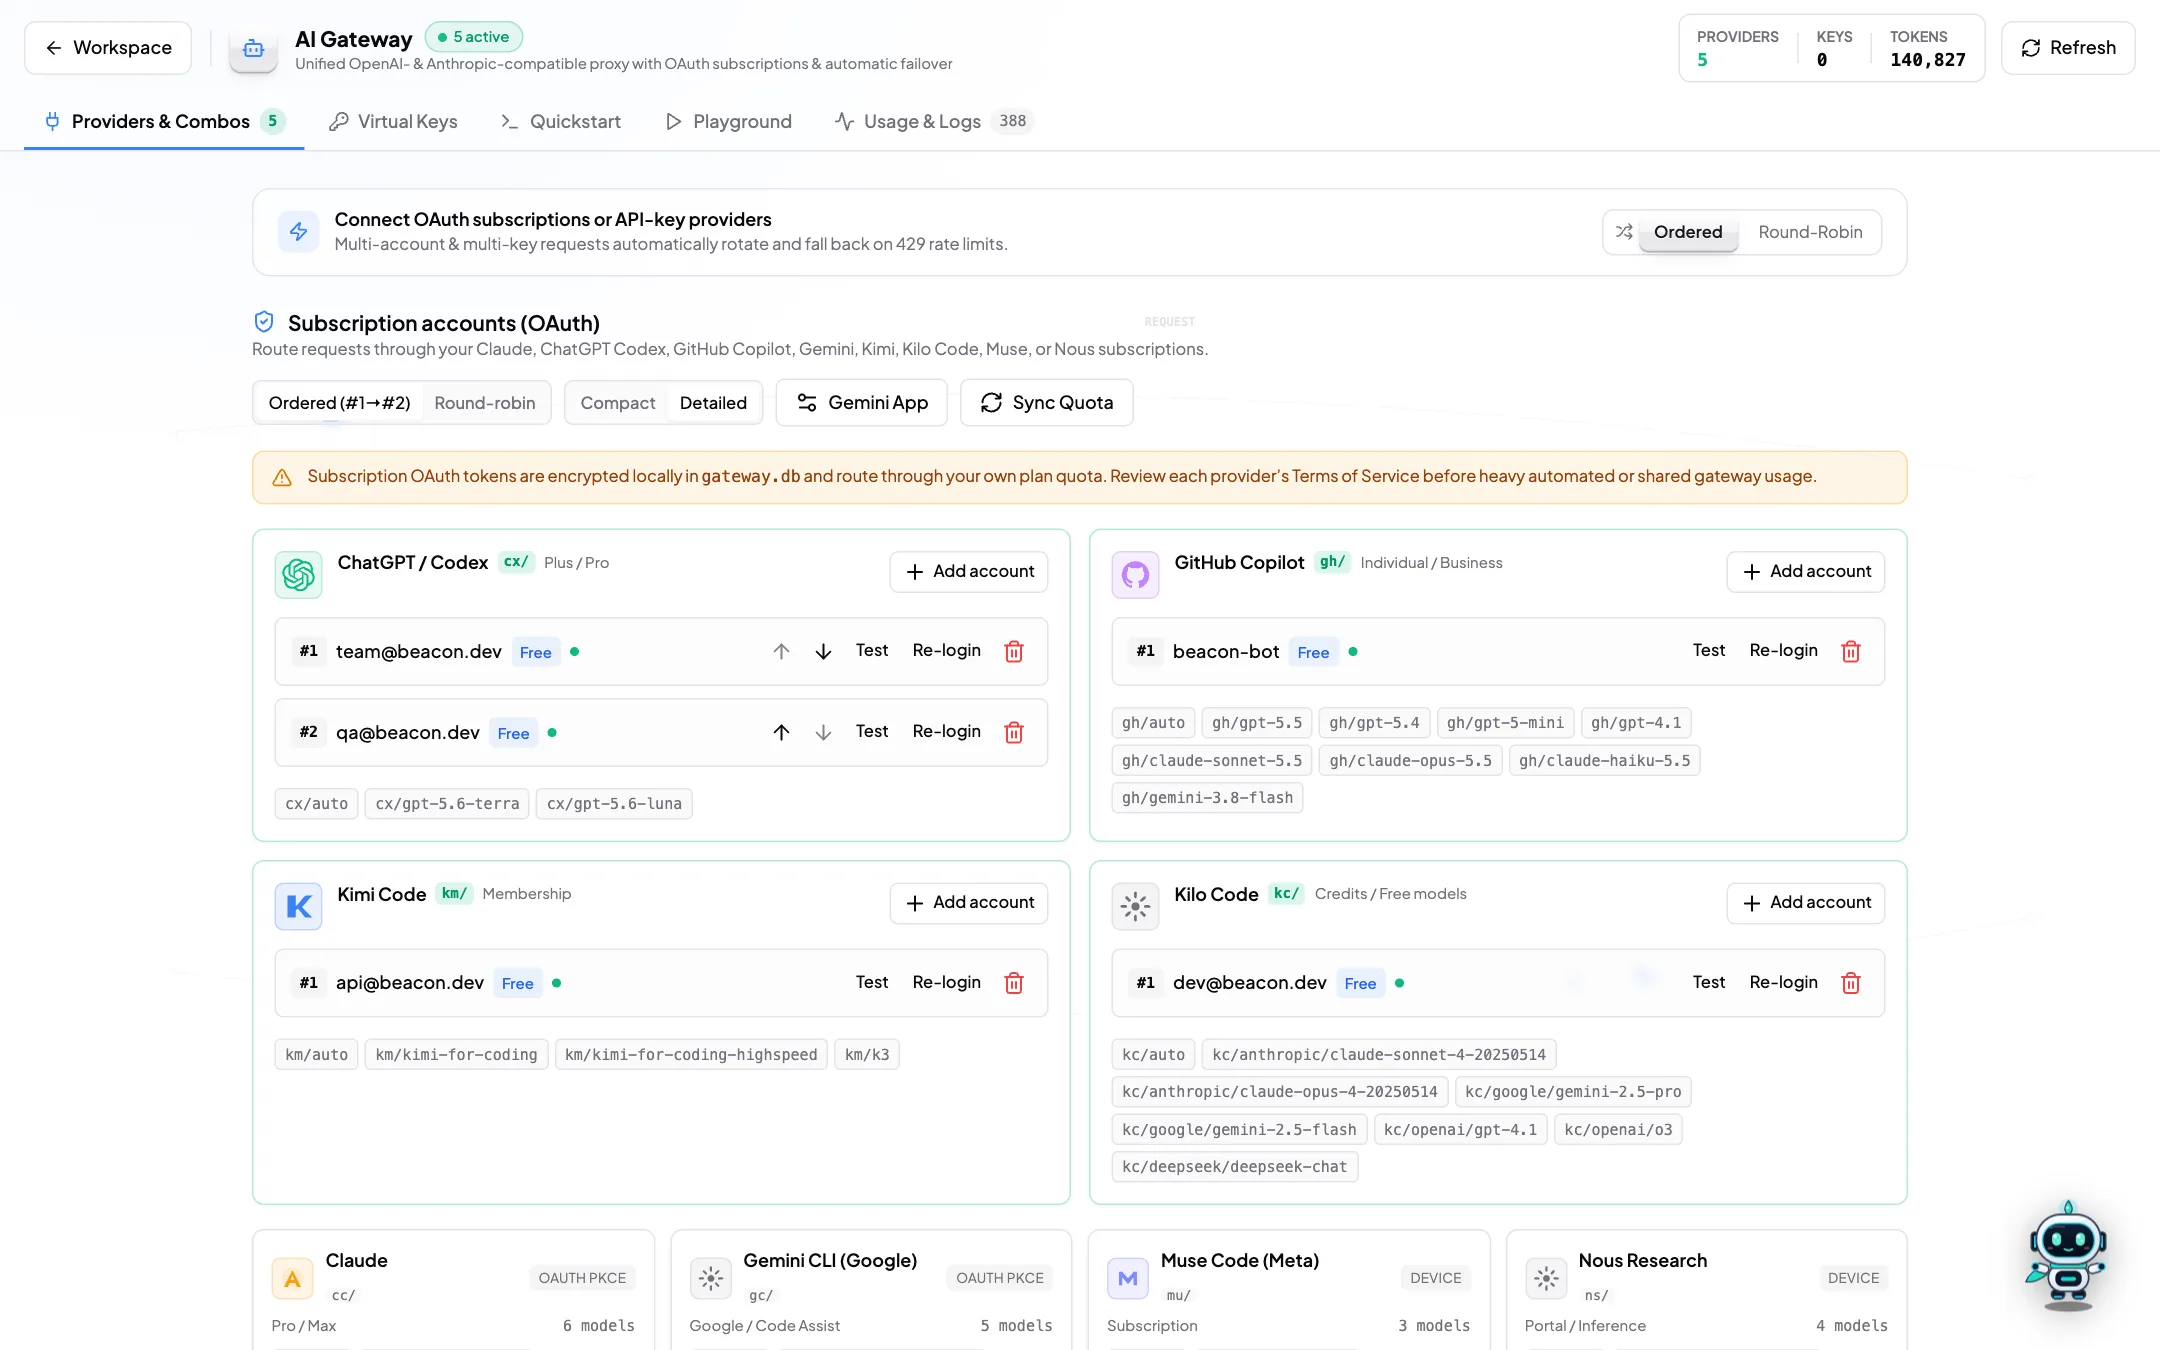 Workspace
AI Gateway
5 active
Unified OpenAI- & Anthropic-compatible proxy with OAuth subscriptions & automatic failover
PROVIDERS
5
KEYS
0
TOKENS
140,827
Refresh
Providers & Combos 5
Virtual Keys
Quickstart
Playground
Usage & Logs 388
Connect OAuth subscriptions or API-key providers
Multi-account & multi-key requests automatically rotate and fall back on 429 rate limits.
Ordered
Round-Robin
Subscription accounts (OAuth)
REQUEST
Route requests through your Claude, ChatGPT Codex, GitHub Copilot, Gemini, Kimi, Kilo Code, Muse, or Nous subscriptions.
Ordered (#1→#2)
Round-robin
Compact
Detailed
Gemini App
Sync Quota
Subscription OAuth tokens are encrypted locally in gateway.db and route through your own plan quota. Review each provider's Terms of Service before heavy automated or shared gateway usage.
ChatGPT / Codex cx/ Plus / Pro
Add account
#1 team@beacon.dev Free
Test Re-login
#2 qa@beacon.dev Free
Test Re-login
cx/auto cx/gpt-5.6-terra cx/gpt-5.6-luna
GitHub Copilot gh/ Individual / Business
Add account
#1 beacon-bot Free
Test Re-login
gh/auto gh/gpt-5.5 gh/gpt-5.4 gh/gpt-5-mini gh/gpt-4.1
gh/claude-sonnet-5.5 gh/claude-opus-5.5 gh/claude-haiku-5.5
gh/gemini-3.8-flash
K
Kimi Code km/ Membership
Add account
#1 api@beacon.dev Free
Test Re-login
km/auto km/kimi-for-coding km/kimi-for-coding-highspeed km/k3
Kilo Code kc/ Credits / Free models
Add account
#1 dev@beacon.dev Free
Test Re-login
kc/auto kc/anthropic/claude-sonnet-4-20250514
kc/anthropic/claude-opus-4-20250514 kc/google/gemini-2.5-pro
kc/google/gemini-2.5-flash kc/openai/gpt-4.1 kc/openai/o3
kc/deepseek/deepseek-chat
A
Claude
cc/
OAUTH PKCE
Pro / Max
6 models
Gemini CLI (Google)
gc/
OAUTH PKCE
Google / Code Assist
5 models
M
Muse Code (Meta)
mu/
DEVICE
Subscription
3 models
Nous Research
ns/
DEVICE
Portal / Inference
4 models